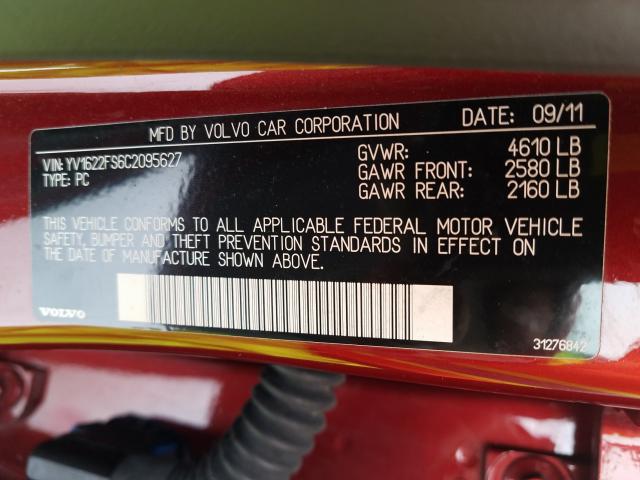 MFD BY VOLVO CAR CORPORATION DATE: 09/11
VIN: YV1622FS6C2095627
TYPE: PC
GVWR: 4610 LB
GAWR FRONT: 2580 LB
GAWR REAR: 2160 LB
THIS VEHICLE CONFORMS TO ALL APPLICABLE FEDERAL MOTOR VEHICLE
SAFETY, BUMPER AND THEFT PREVENTION STANDARDS IN EFFECT ON
THE DATE OF MANUFACTURE SHOWN ABOVE.
VOLVO
31276842